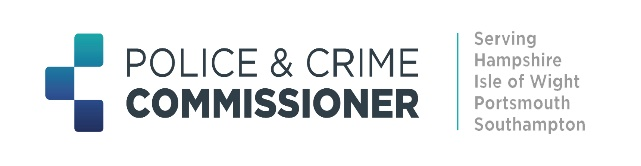 POLICE & CRIME
COMMISSIONER
Serving
Hampshire
Isle of Wight
Portsmouth
Southampton